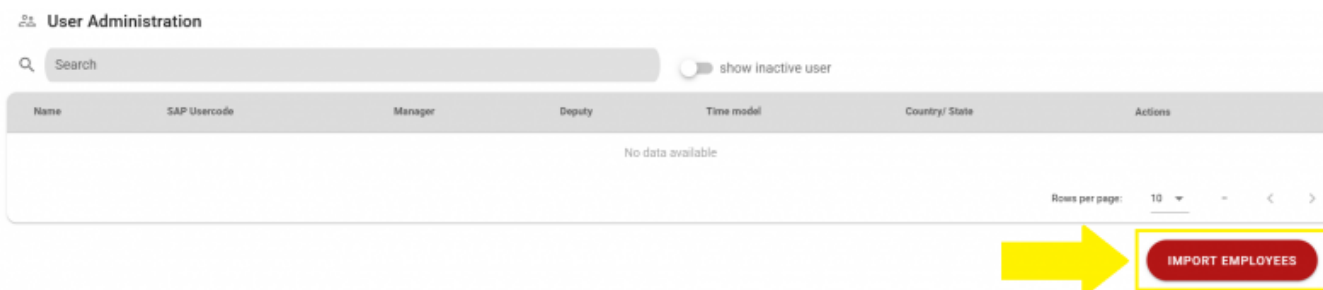 User Administration
Search
show inactive user
Name SAP Usercode Manager Deputy Time model Country/ State Actions
No data available
Rows per page: 10 –
IMPORT EMPLOYEES